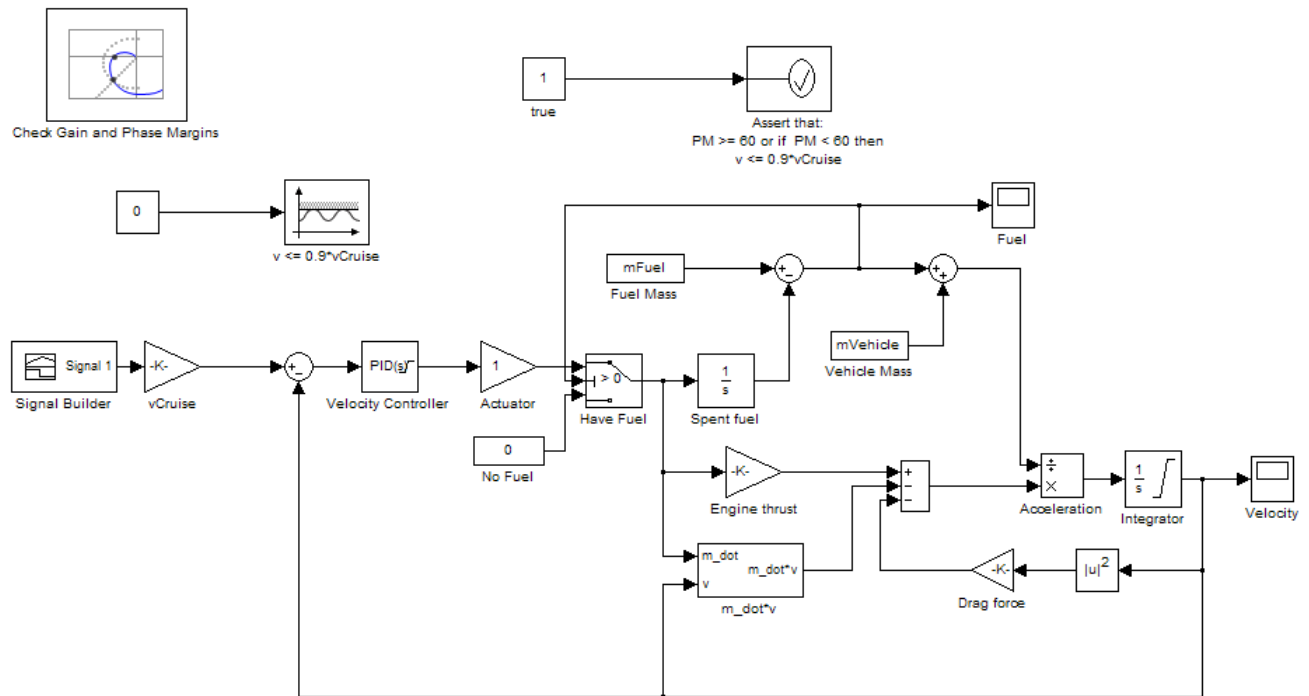 Check Gain and Phase Margins
1
true
Assert that:
PM >= 60 or if PM < 60 then
v <= 0.9*vCruise
0
v <= 0.9*vCruise
Fuel
mFuel
Fuel Mass
+
−
+
+
mVehicle
Vehicle Mass
Signal 1
Signal Builder
-K-
vCruise
+
−
PID(s)
Velocity Controller
1
Actuator
> 0
Have Fuel
1
s
Spent fuel
0
No Fuel
-K-
Engine thrust
+
−
−
÷
×
Acceleration
1
s
Integrator
Velocity
m_dot
v
m_dot*v
m_dot*v
-K-
Drag force
|u|²